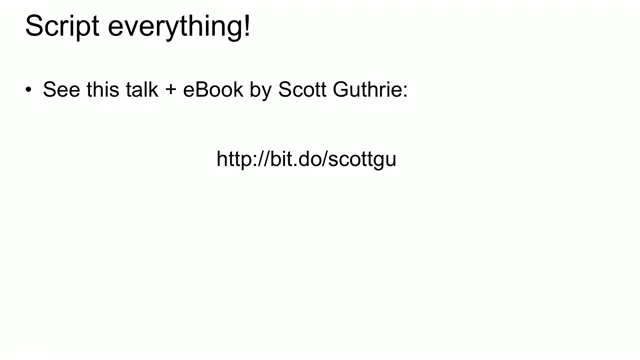 Script everything!
• See this talk + eBook by Scott Guthrie:
http://bit.do/scottgu